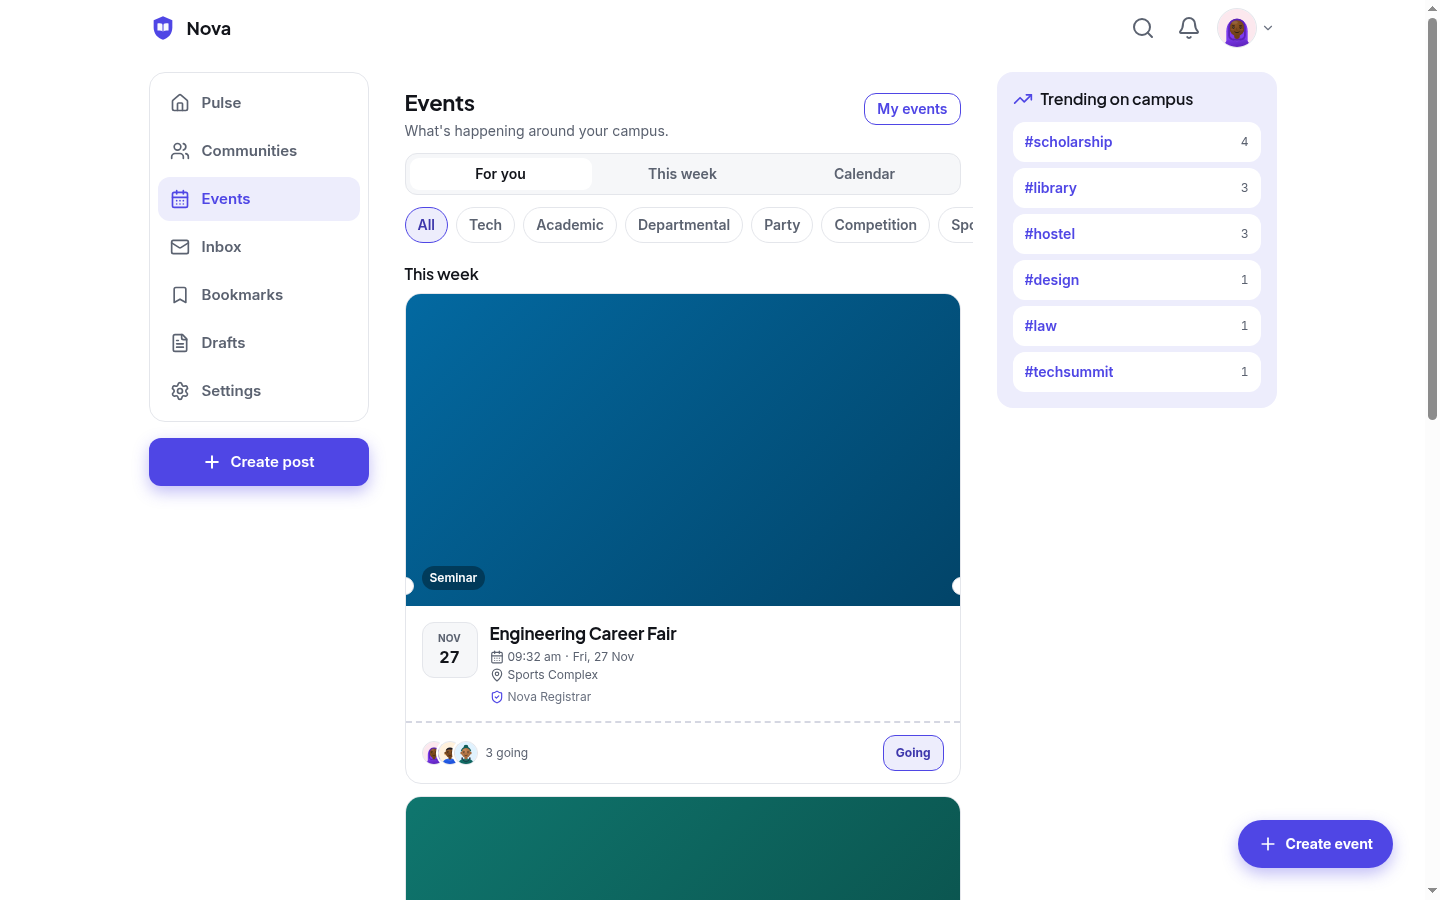 Nova
Pulse
Communities
Events
Inbox
Bookmarks
Drafts
Settings
Create post
Events
What's happening around your campus.
My events
For you
This week
Calendar
All
Tech
Academic
Departmental
Party
Competition
Spo
This week
Seminar
NOV
27
Engineering Career Fair
09:32 am · Fri, 27 Nov
Sports Complex
Nova Registrar
3 going
Going
Trending on campus
#scholarship 4
#library 3
#hostel 3
#design 1
#law 1
#techsummit 1
Create event